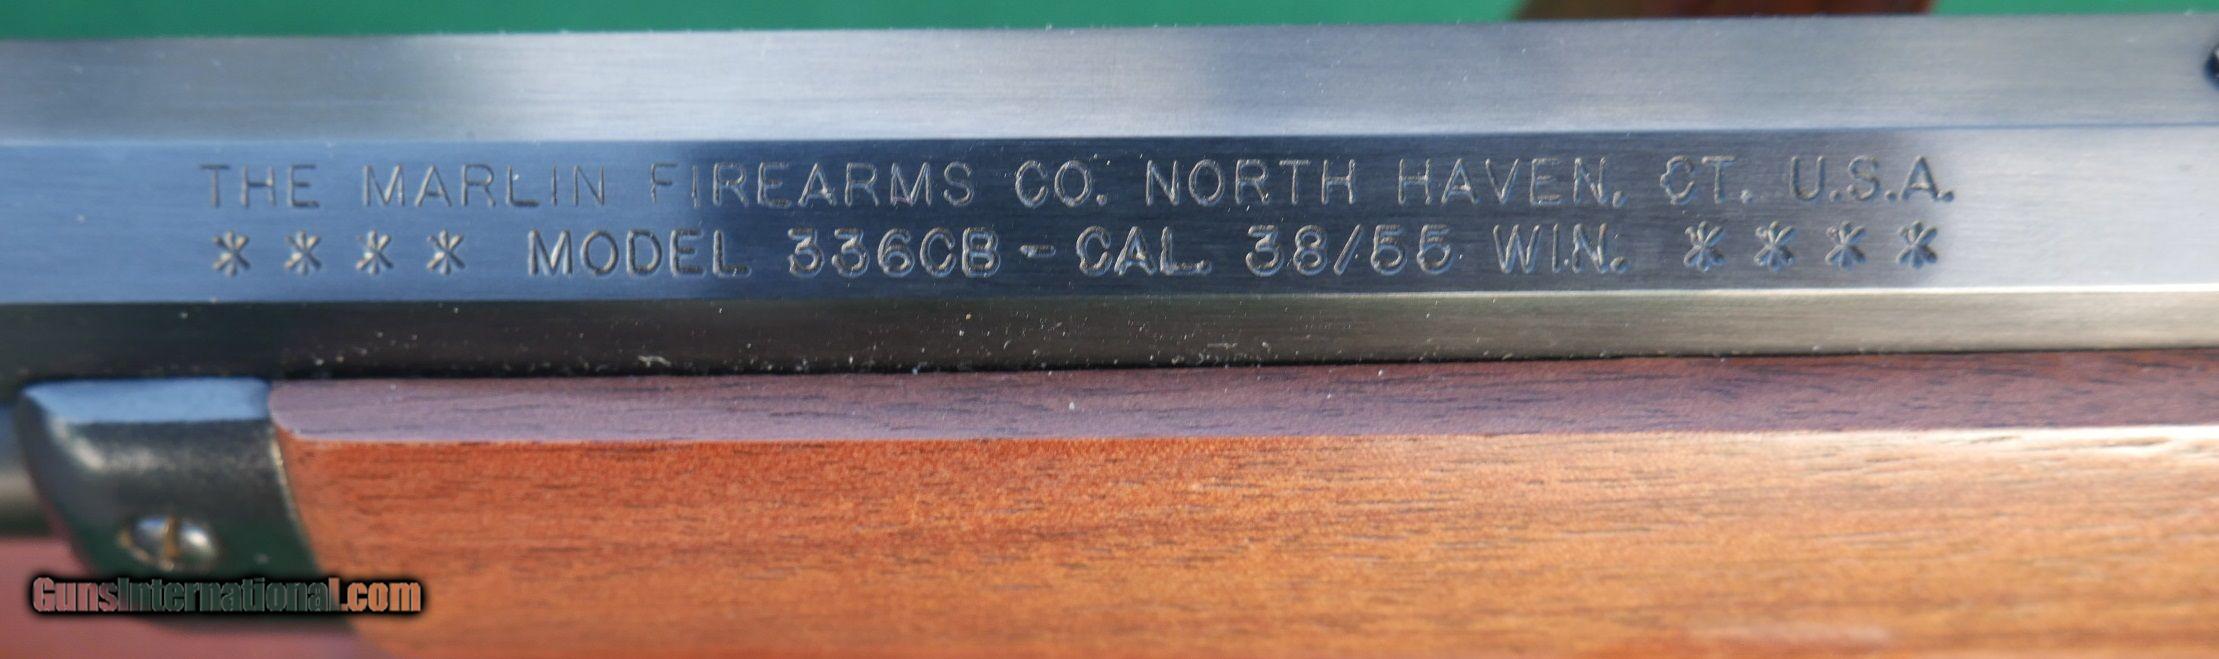 THE MARLIN FIREARMS CO. NORTH HAVEN, CT. U.S.A.
**** MODEL 336CB - CAL. 38/55 WIN. ****
GunsInternational.com